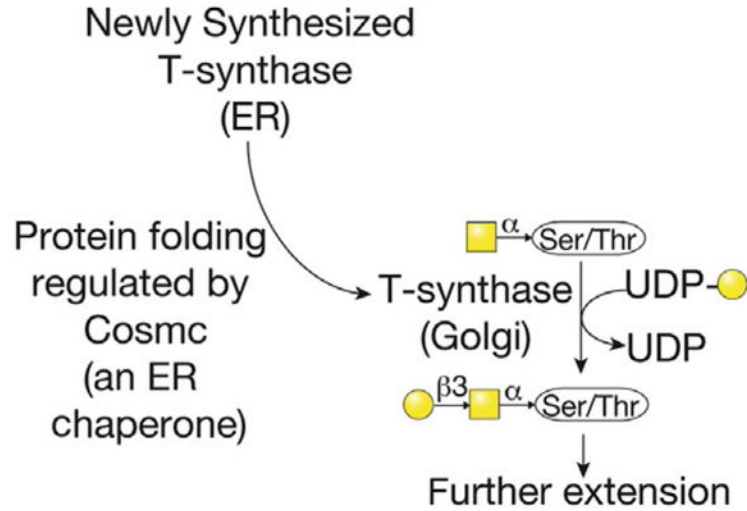 Newly Synthesized
T-synthase
(ER)
Protein folding
regulated by
Cosmc
(an ER
chaperone)
α
Ser/Thr
T-synthase
(Golgi)
UDP-
UDP
β3
α
Ser/Thr
Further extension